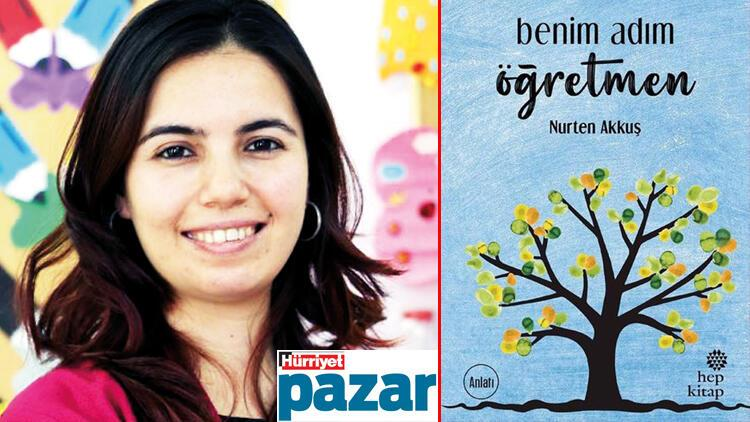 Hürriyet
pazar
benim adım
öğretmen
Nurten Akkuş
Anlatı
hep
kitap